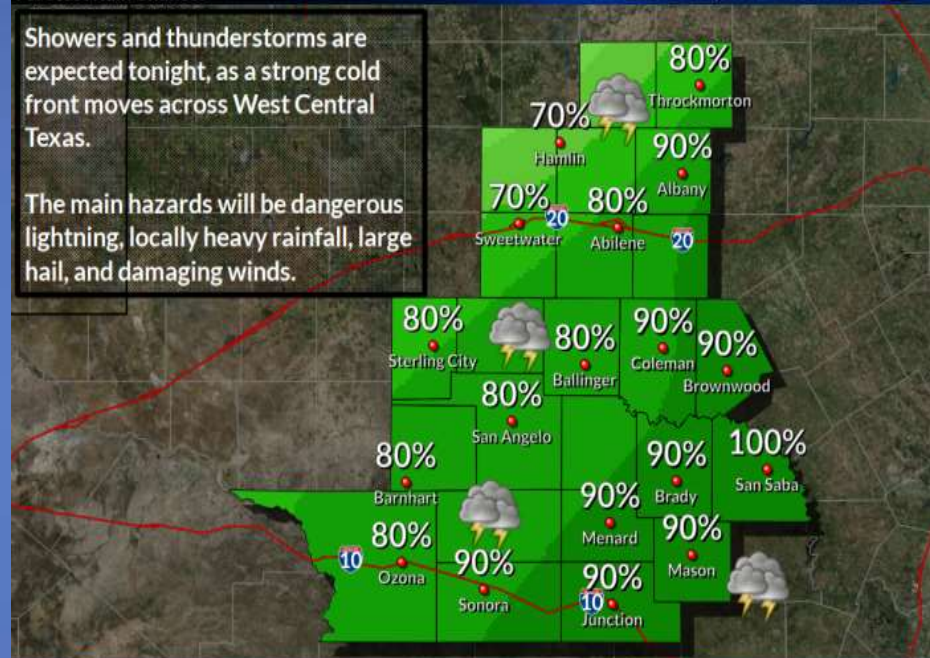 Showers and thunderstorms are
expected tonight, as a strong cold
front moves across West Central
Texas.
The main hazards will be dangerous
lightning, locally heavy rainfall, large
hail, and damaging winds.
80%
Throckmorton
70%
Hamlin
90%
Albany
70%
Sweetwater
20
80%
Abilene
20
80%
Sterling City
80%
Ballinger
90%
Coleman
90%
Brownwood
80%
San Angelo
80%
Barnhart
90%
Brady
100%
San Saba
90%
Menard
90%
Mason
10
80%
Ozona
90%
Sonora
90%
10
Junction